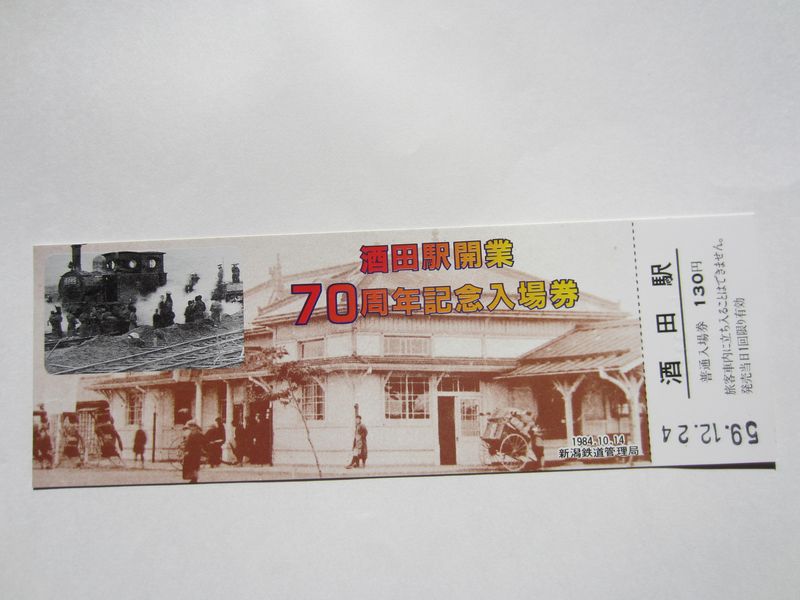 酒田駅開業
70周年記念入場券
1984.10.14
新潟鉄道管理局
酒田駅
普通入場券 130円
旅客車内に立ち入ることはできません。
発売当日1回限り有効
59.12.24